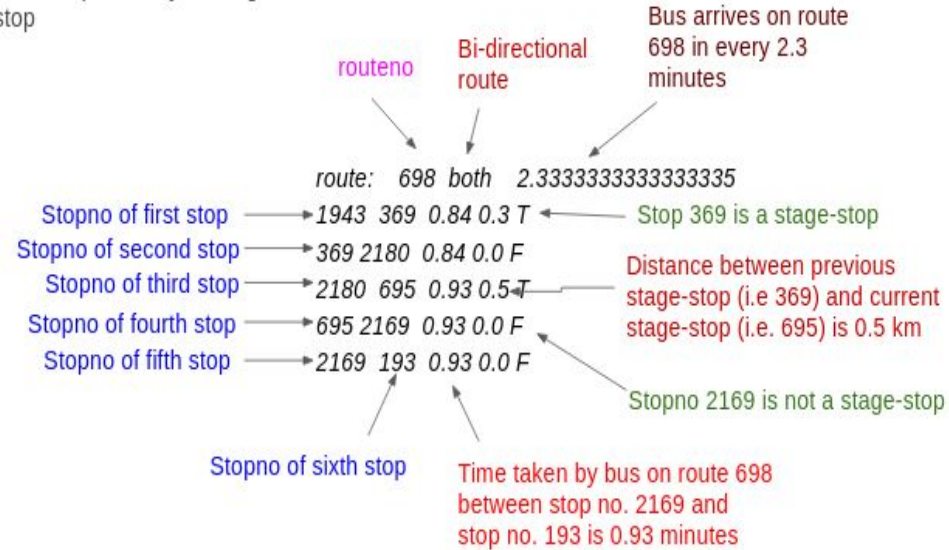 stop
Bus arrives on route
698 in every 2.3
minutes
Bi-directional
route
routeno
route: 698 both 2.3333333333333335
Stopno of first stop 1943 369 0.84 0.3 T Stop 369 is a stage-stop
Stopno of second stop 369 2180 0.84 0.0 F
Stopno of third stop 2180 695 0.93 0.5 T
Distance between previous
stage-stop (i.e 369) and current
stage-stop (i.e. 695) is 0.5 km
Stopno of fourth stop 695 2169 0.93 0.0 F
Stopno of fifth stop 2169 193 0.93 0.0 F
Stopno 2169 is not a stage-stop
Stopno of sixth stop
Time taken by bus on route 698
between stop no. 2169 and
stop no. 193 is 0.93 minutes